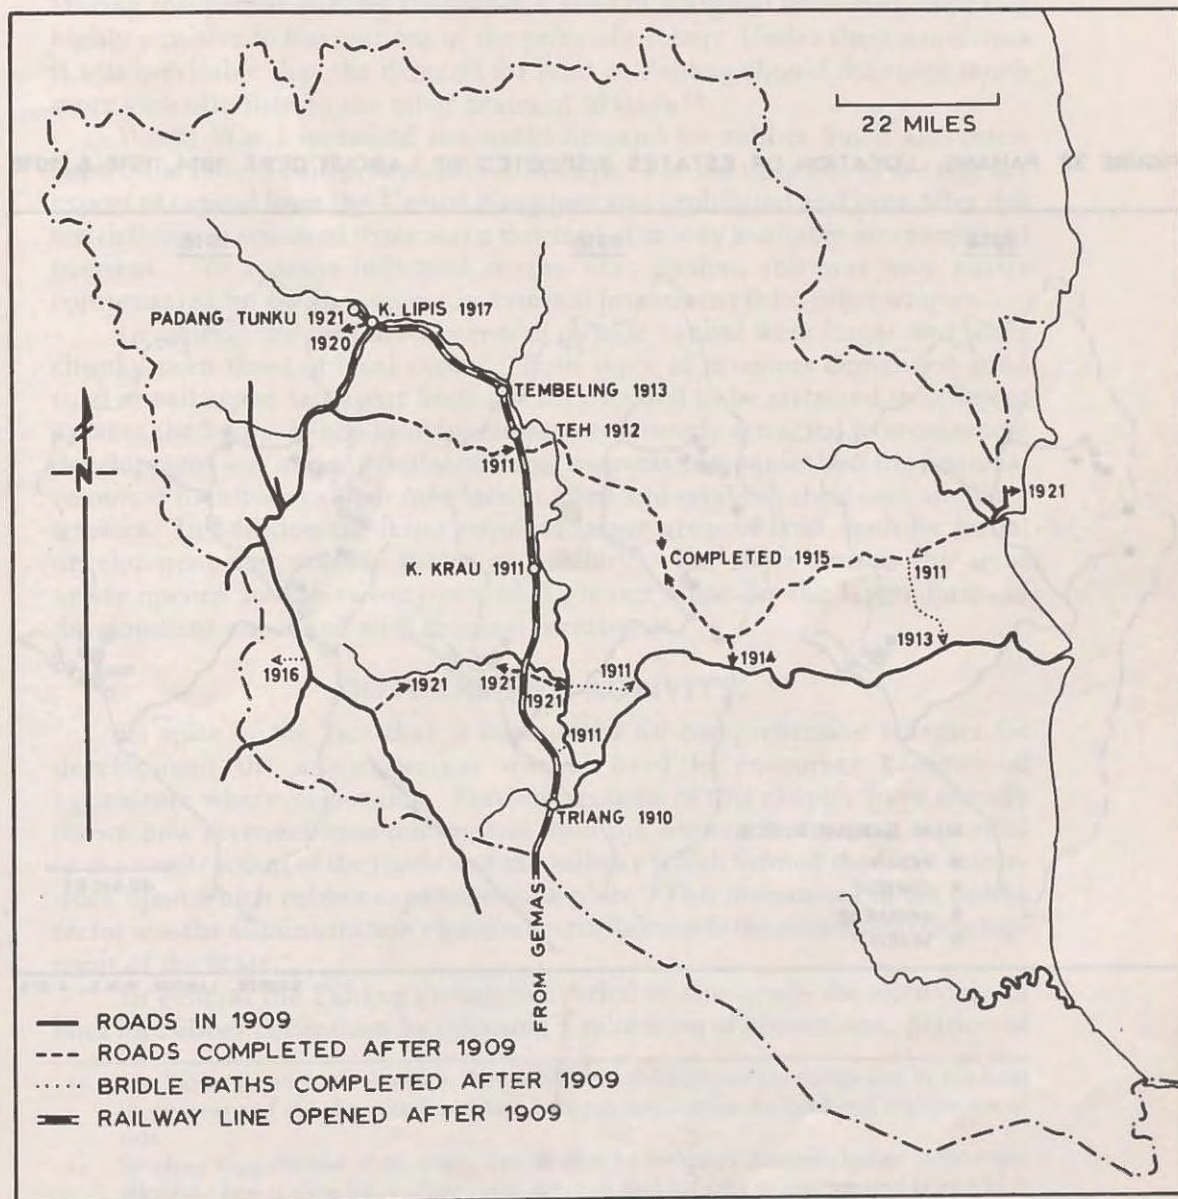 22 MILES
PADANG TUNKU 1921
K. LIPIS 1917
1920
TEMBELING 1913
TEH 1912
1911
N
1921
COMPLETED 1915
K. KRAU 1911
1911
1913
1914
1916
1921
1921
1921
1911
1911
TRIANG 1910
FROM GEMAS
ROADS IN 1909
ROADS COMPLETED AFTER 1909
BRIDLE PATHS COMPLETED AFTER 1909
RAILWAY LINE OPENED AFTER 1909